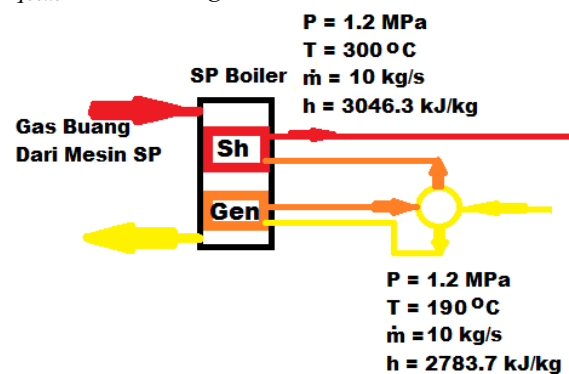 P = 1.2 MPa
T = 300 ºC
ṁ = 10 kg/s
h = 3046.3 kJ/kg
SP Boiler
Gas Buang
Dari Mesin SP
Sh
Gen
P = 1.2 MPa
T = 190 ºC
ṁ = 10 kg/s
h = 2783.7 kJ/kg